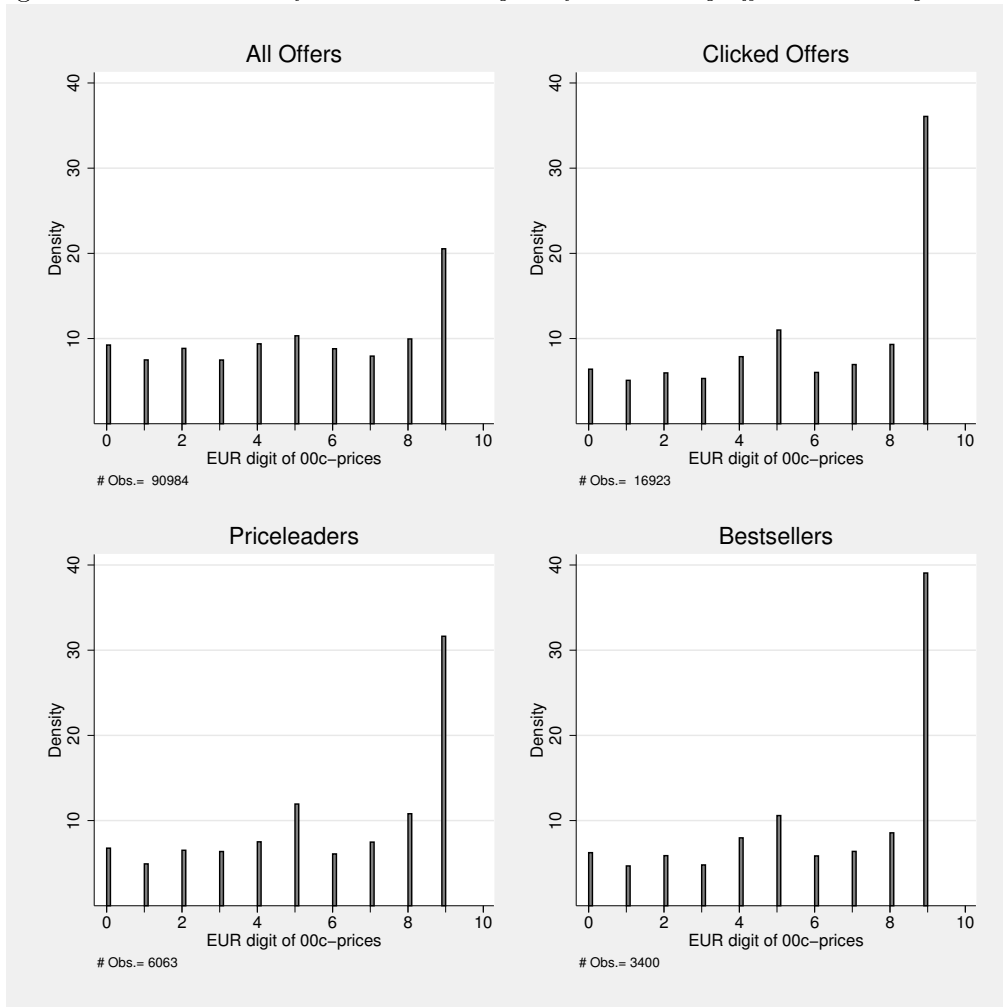 All Offers
Clicked Offers
40
30
20
10
Density
0 2 4 6 8 10
EUR digit of 00c−prices
# Obs.= 90984
40
30
20
10
Density
0 2 4 6 8 10
EUR digit of 00c−prices
# Obs.= 16923
Priceleaders
Bestsellers
40
30
20
10
Density
0 2 4 6 8 10
EUR digit of 00c−prices
# Obs.= 6063
40
30
20
10
Density
0 2 4 6 8 10
EUR digit of 00c−prices
# Obs.= 3400